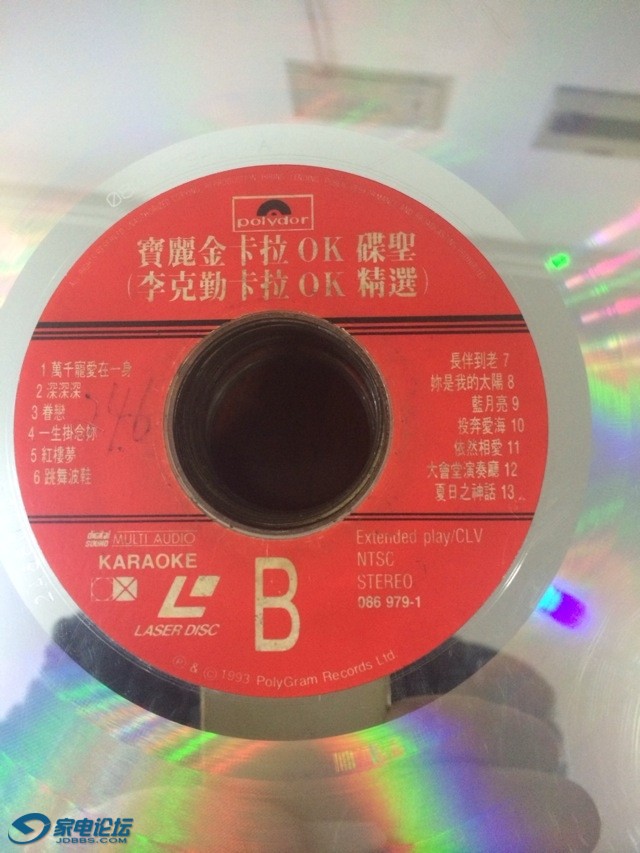 polydor
寶麗金卡拉OK碟聖
(李克勤卡拉OK精選)
1 萬千寵愛在一身
3 眷戀
4 一生掛念妳
5 紅樓夢
6 跳舞波鞋
長伴到老 7
妳是我的太陽 8
藍月亮 9
投奔愛海 10
依然相愛 11
大會堂演奏廳 12
夏日之神話 13
digital SOUND MULTI AUDIO
KARAOKE
LASER DISC
B
Extended play/CLV
NTSC
STEREO
086 979-1
℗ & ©1993 PolyGram Records Ltd.
家电论坛
JDBBS.COM